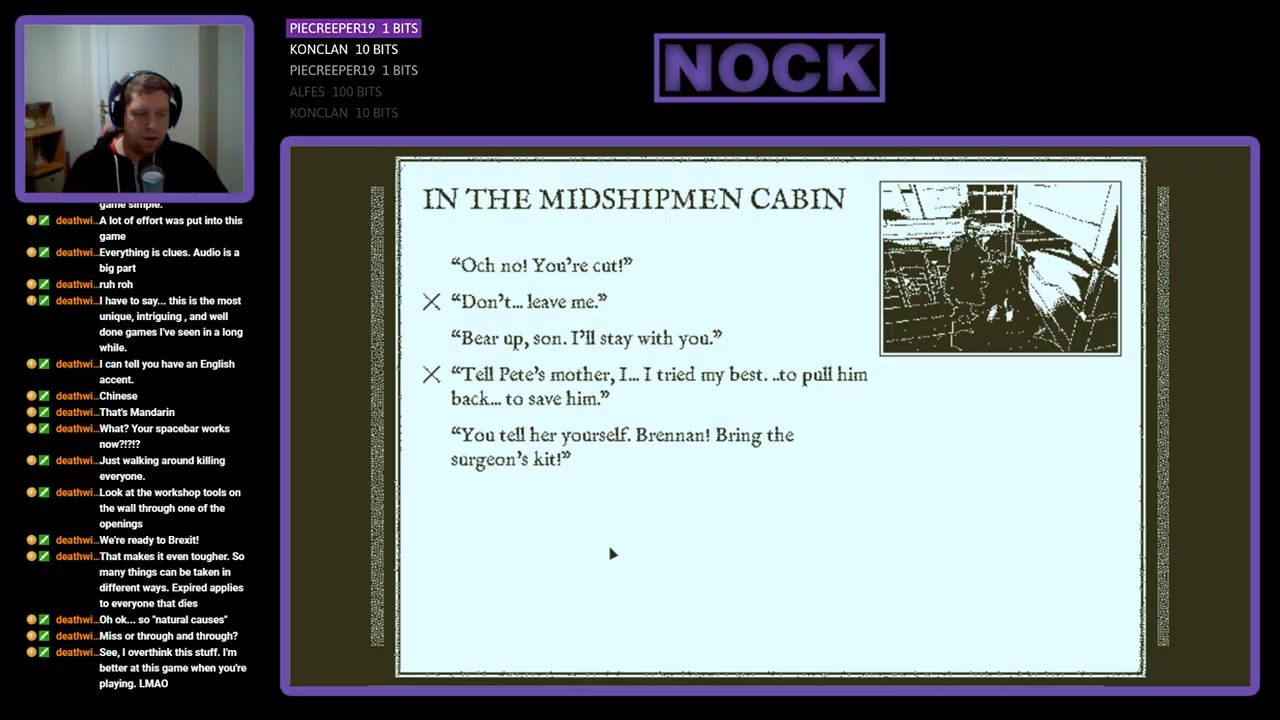 PIECREEPER19 1 BITS
KONCLAN 10 BITS
PIECREEPER19 1 BITS
ALFE5 100 BITS
KONCLAN 10 BITS
NOCK
game simple.
deathwi...A lot of effort was put into this
game
deathwi...Everything is clues. Audio is a
big part
deathwi...ruh roh
deathwi...I have to say... this is the most
unique, intriguing , and well
done games I've seen in a long
while.
deathwi...I can tell you have an English
accent.
deathwi...Chinese
deathwi...That's Mandarin
deathwi...What? Your spacebar works
now?!?!?
deathwi...Just walking around killing
everyone.
deathwi...Look at the workshop tools on
the wall through one of the
openings
deathwi...We're ready to Brexit!
deathwi...That makes it even tougher. So
many things can be taken in
different ways. Expired applies
to everyone that dies
deathwi...Oh ok... so "natural causes"
deathwi...Miss or through and through?
deathwi...See, I overthink this stuff. I'm
better at this game when you're
playing. LMAO
IN THE MIDSHIPMEN CABIN
“Och no! You're cut!”
“Don't... leave me.”
“Bear up, son. I'll stay with you.”
“Tell Pete's mother, I... I tried my best. ..to pull him
back... to save him.”
“You tell her yourself. Brennan! Bring the
surgeon's kit!”